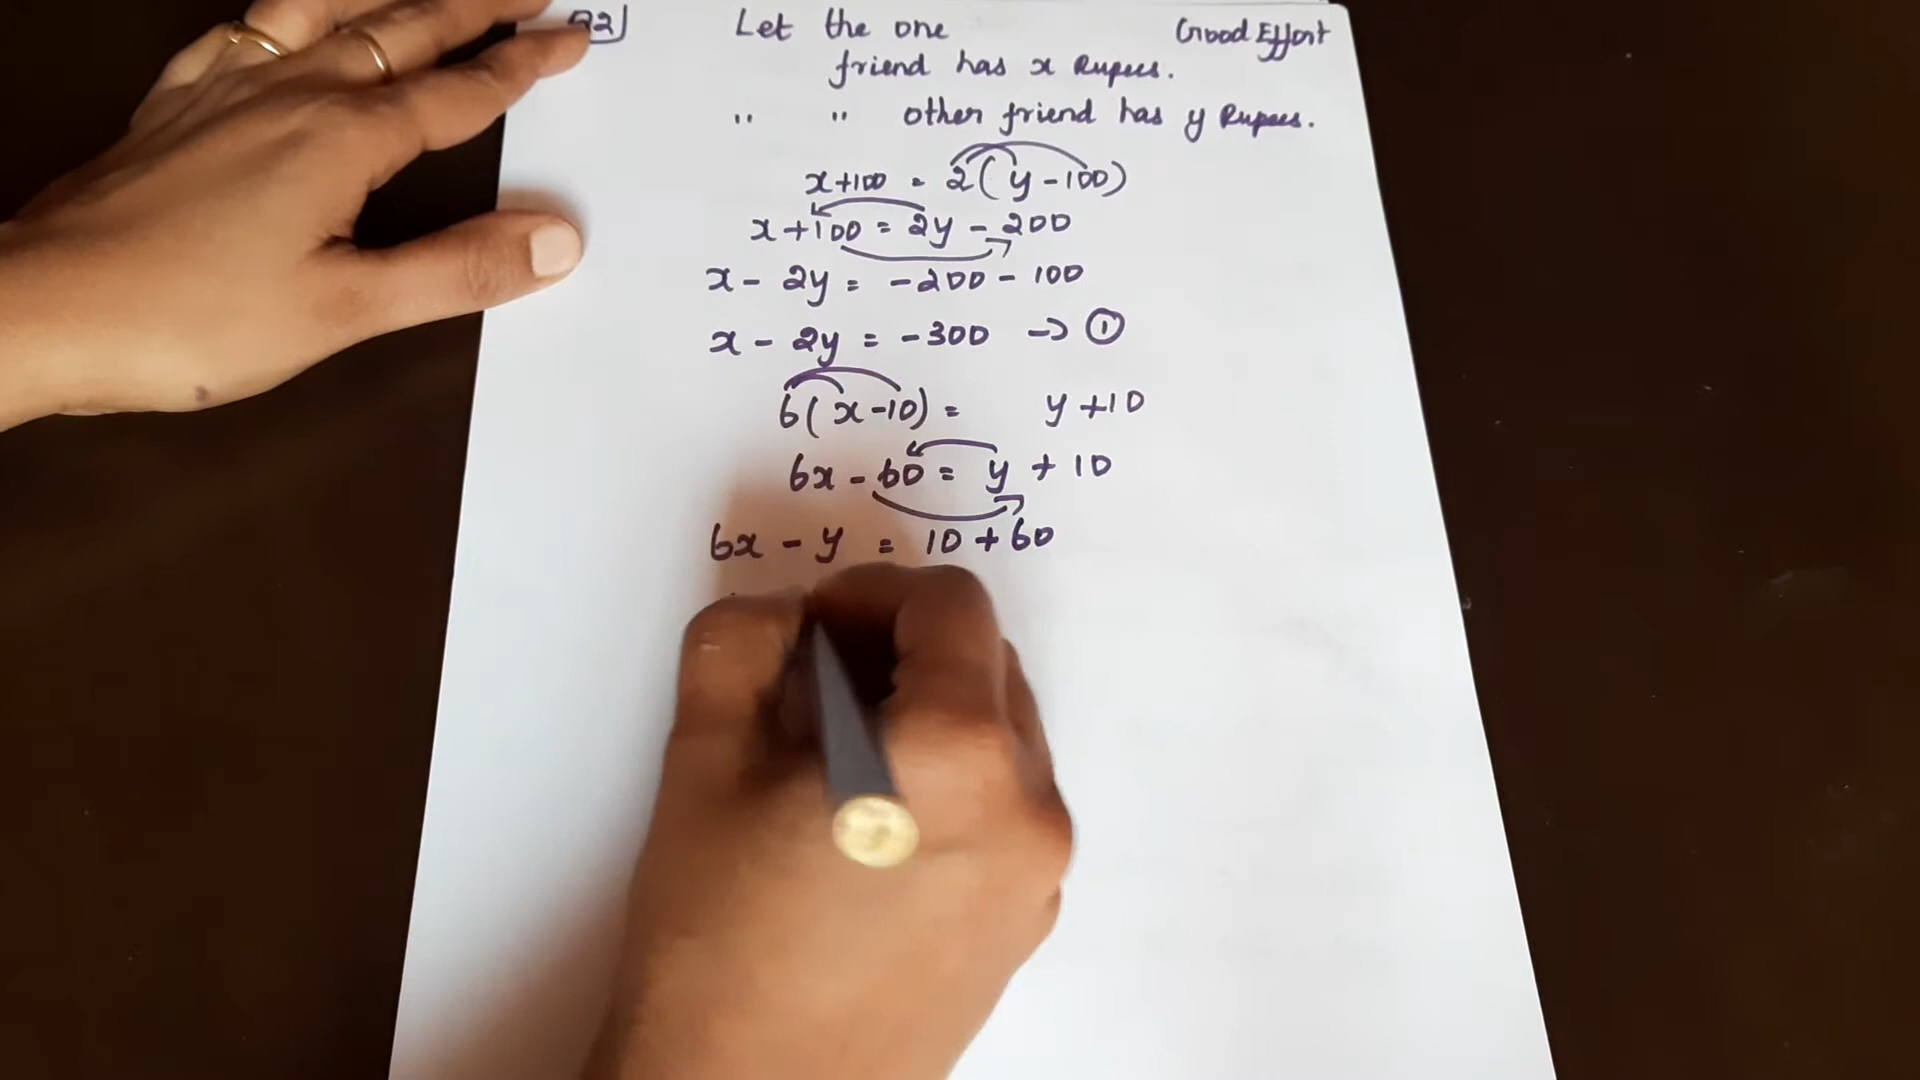 Let the one
Good Effort
friend has x Rupees.
" " other friend has y Rupees.
x+100 = 2(y-100)
x+100 = 2y - 200
x - 2y = -200 - 100
x - 2y = -300 → ①
6(x-10) = y+10
6x - 60 = y + 10
6x - y = 10 + 60